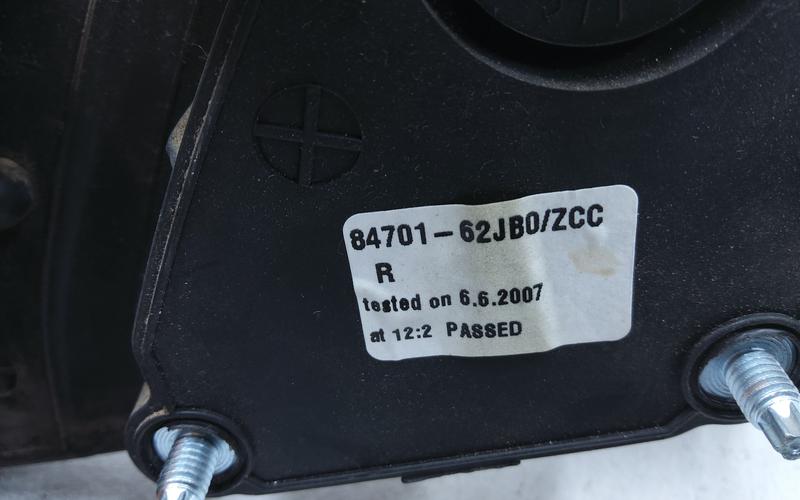 84701-62JB0/ZCC
R
tested on 6.6.2007
at 12:2 PASSED